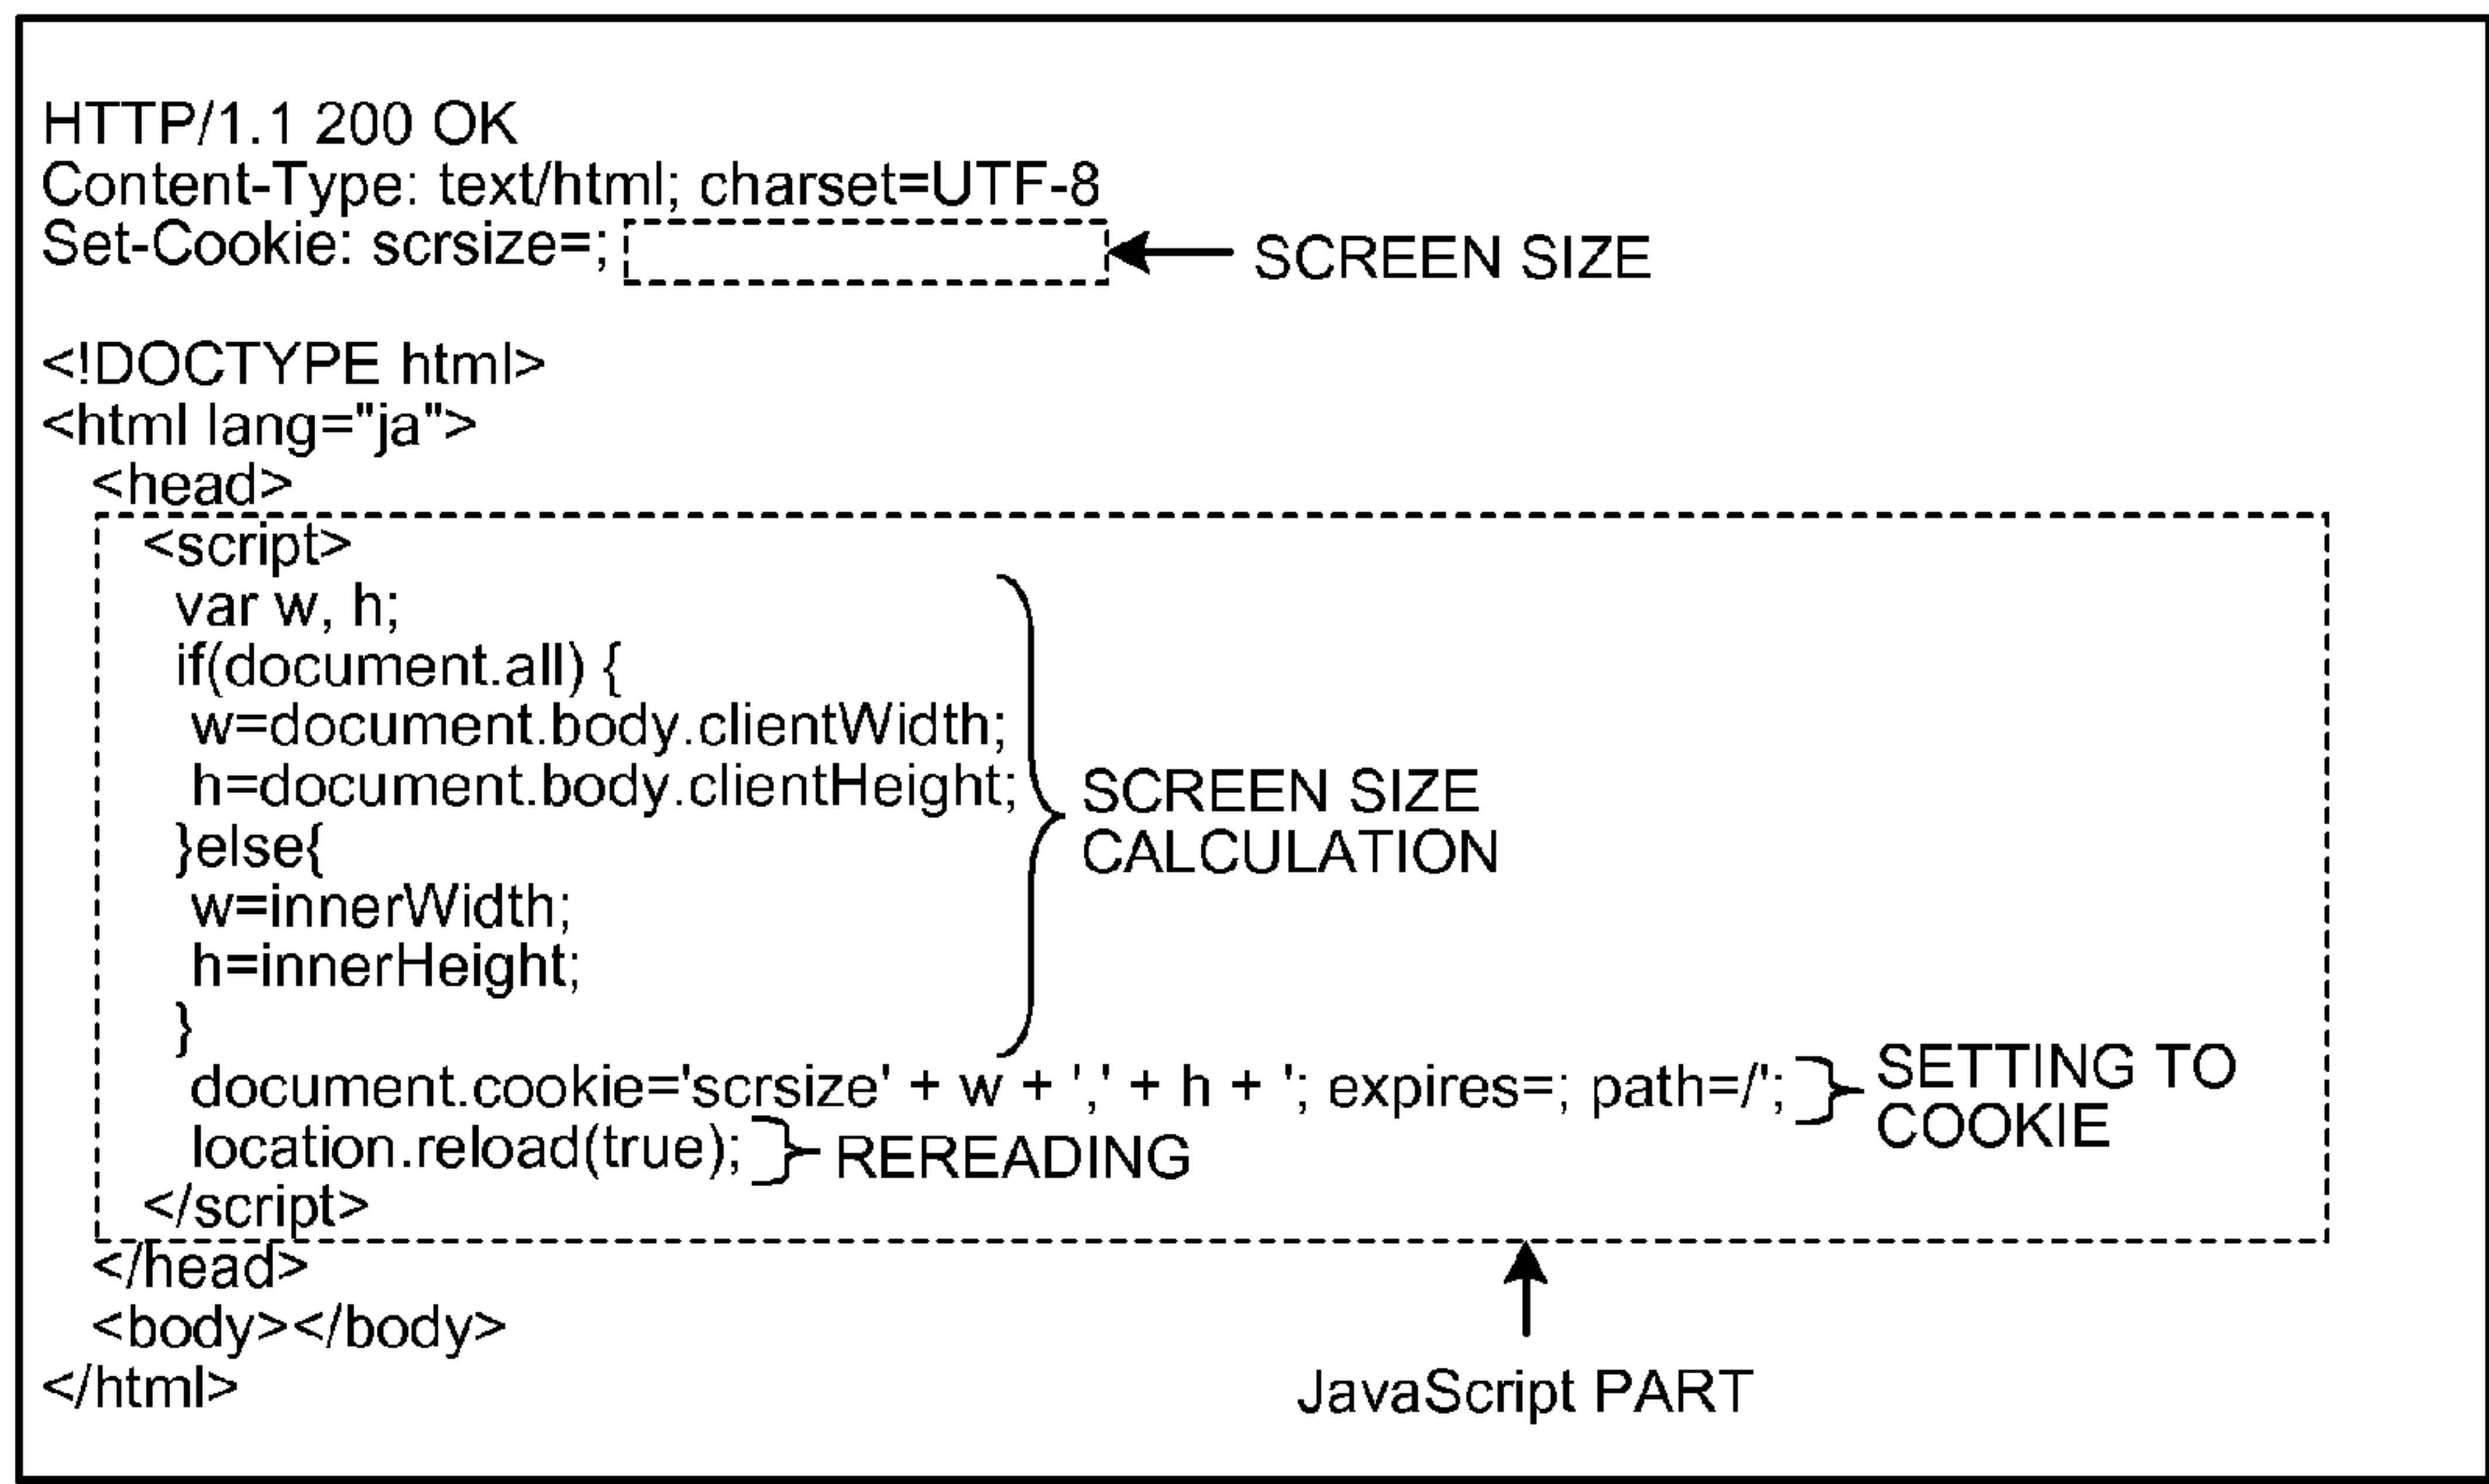 HTTP/1.1 200 OK
Content-Type: text/html; charset=UTF-8
Set-Cookie: scrsize=;
SCREEN SIZE
<!DOCTYPE html>
<html lang="ja">
<head>
<script>
var w, h;
if(document.all) {
w=document.body.clientWidth;
h=document.body.clientHeight;
}else{
w=innerWidth;
h=innerHeight;
}
SCREEN SIZE
CALCULATION
document.cookie='scrsize' + w + ',' + h + '; expires=; path=/';
SETTING TO
COOKIE
location.reload(true);
REREADING
</script>
</head>
<body></body>
</html>
JavaScript PART